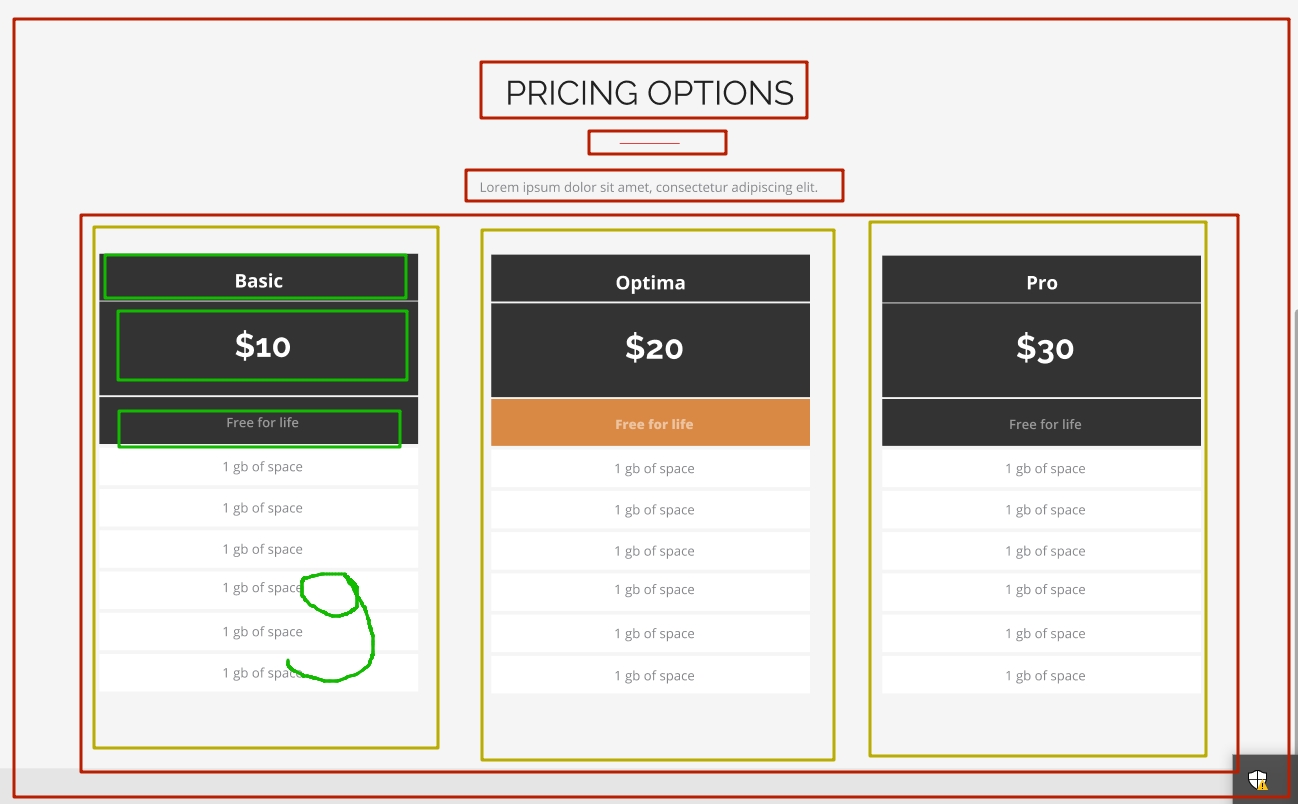 PRICING OPTIONS
Lorem ipsum dolor sit amet, consectetur adipiscing elit.
Basic
$10
Free for life
1 gb of space
1 gb of space
1 gb of space
1 gb of space
1 gb of space
1 gb of space
Optima
$20
Free for life
1 gb of space
1 gb of space
1 gb of space
1 gb of space
1 gb of space
1 gb of space
Pro
$30
Free for life
1 gb of space
1 gb of space
1 gb of space
1 gb of space
1 gb of space
1 gb of space